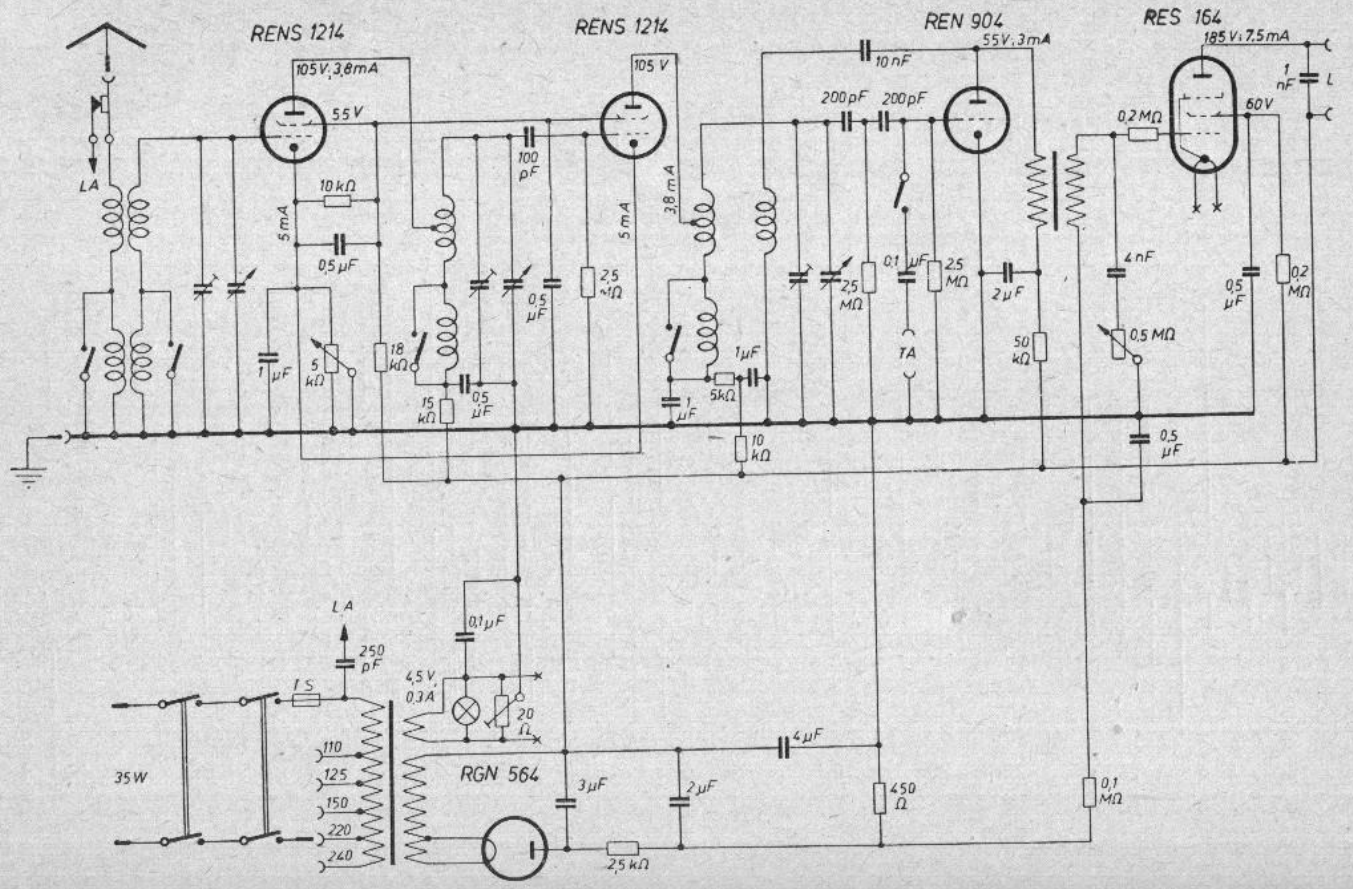 RENS 1214
RENS 1214
REN 904
RES 164
105 V; 3,8 mA
105 V
55 V; 3 mA
185 V; 7,5 mA
10 nF
1 nF
L
55 V
60 V
200 pF
200 pF
0,2 MΩ
100 pF
LA
10 kΩ
5 mA
5 mA
3,8 mA
0,5 µF
0,5 µF
2,5 MΩ
2,5 MΩ
0,1 µF
2,5 MΩ
2 µF
4 nF
0,5 µF
0,2 MΩ
1 µF
5 kΩ
18 kΩ
15 kΩ
0,5 µF
1 µF
5 kΩ
1 µF
TA
50 kΩ
0,5 MΩ
10 kΩ
0,5 µF
LA
250 pF
0,1 µF
4,5 V, 0,3 A
20 Ω
35 W
110
125
150
220
240
RGN 564
3 µF
2 µF
4 µF
450 Ω
0,1 MΩ
2,5 kΩ